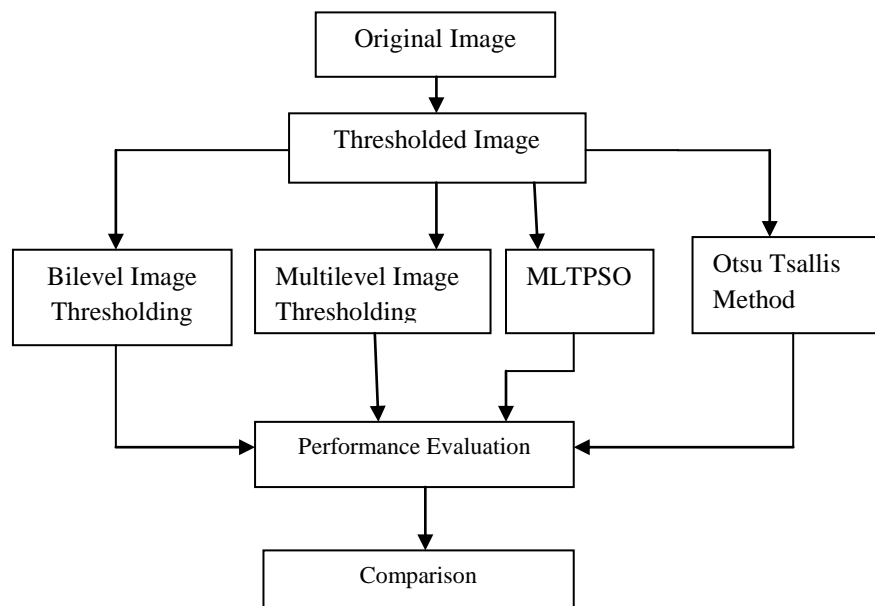 Original Image
Thresholded Image
Bilevel Image
Thresholding
Multilevel Image
Thresholding
MLTPSO
Otsu Tsallis
Method
Performance Evaluation
Comparison